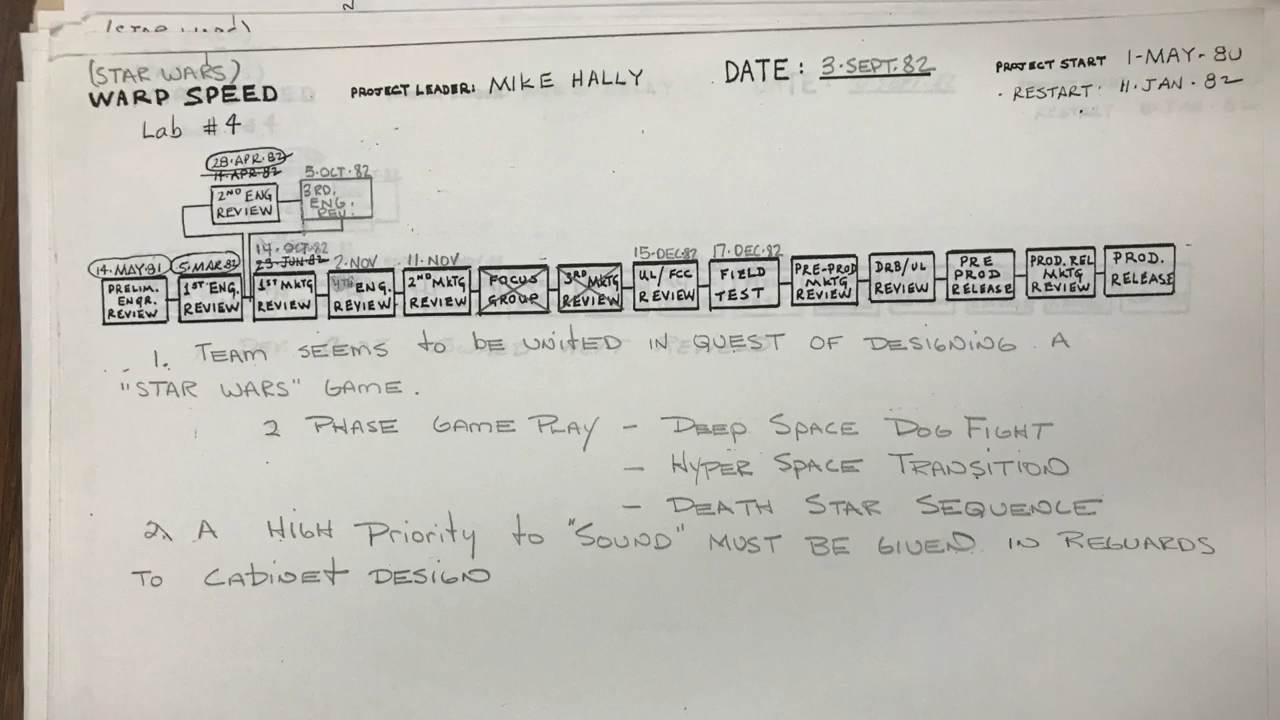 (STAR WARS)
WARP SPEED
Lab #4
PROJECT LEADER: MIKE HALLY
DATE: 3·SEPT·82
PROJECT START 1-MAY-80
· RESTART· 11·JAN·82
28·APR·82
14·APR·82
2ND ENG REVIEW
5·OCT·82
3RD. ENG. REV.
14·MAY·81
PRELIM. ENGR. REVIEW
5·MAR·82
1ST ENG. REVIEW
14·OCT·82
23·JUN·82
1ST MKTG REVIEW
2·NOV
4TH ENG. REVIEW
11·NOV
2ND MKTG REVIEW
FOCUS GROUP
3RD MKTG REVIEW
15·DEC·82
UL/FCC REVIEW
17·DEC·82
FIELD TEST
PRE-PROD MKTG REVIEW
DRB/UL REVIEW
PRE PROD RELEASE
PROD. REL MKTG REVIEW
PROD. RELEASE
1. TEAM SEEMS to bE UNITED IN QUEST OF DESIGNING A
"STAR WARS" GAME.
2 PHASE GAME PLAY – DEEP SPACE DOG FIGHT
– HYPER SPACE TRANSITION
– DEATH STAR SEQUENCE
2. A HIGH Priority to "SOUND" MUST BE GIVEN IN REGUARDS
TO CABINET DESIGN